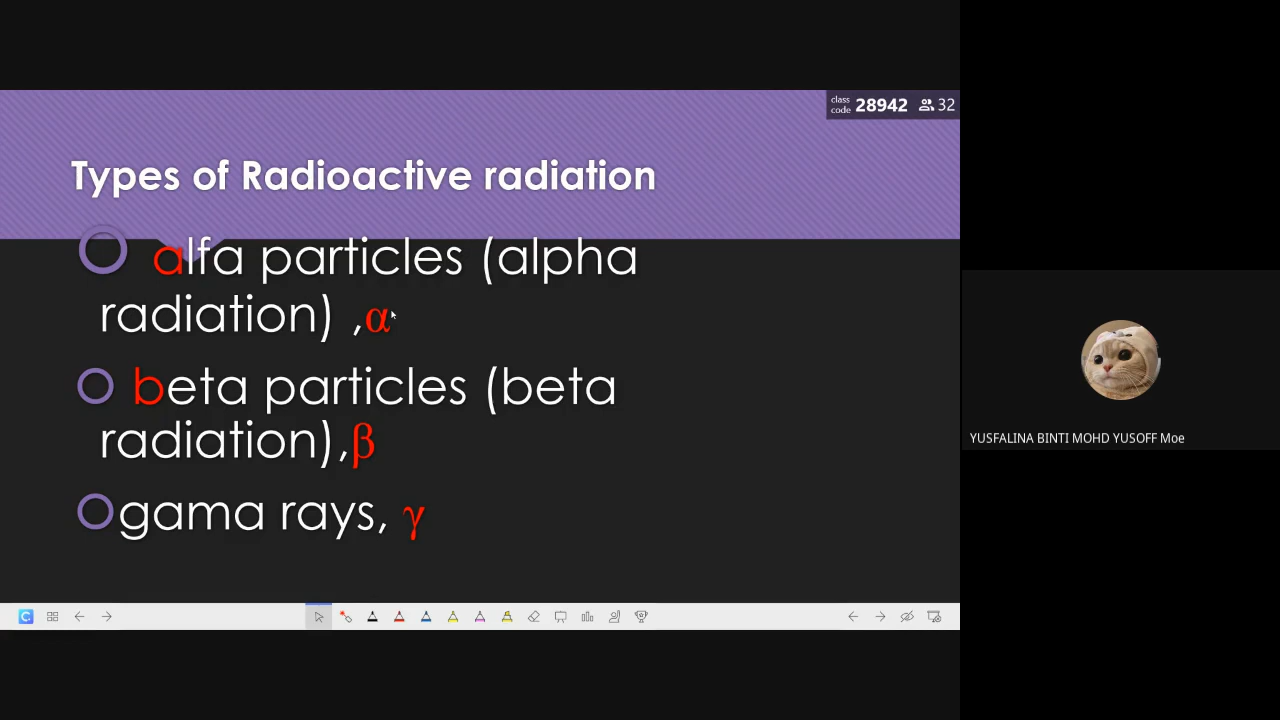 class
code 28942 32
Types of Radioactive radiation
alfa particles (alpha
radiation) ,α
beta particles (beta
radiation),β
gama rays, γ
YUSFALINA BINTI MOHD YUSOFF Moe